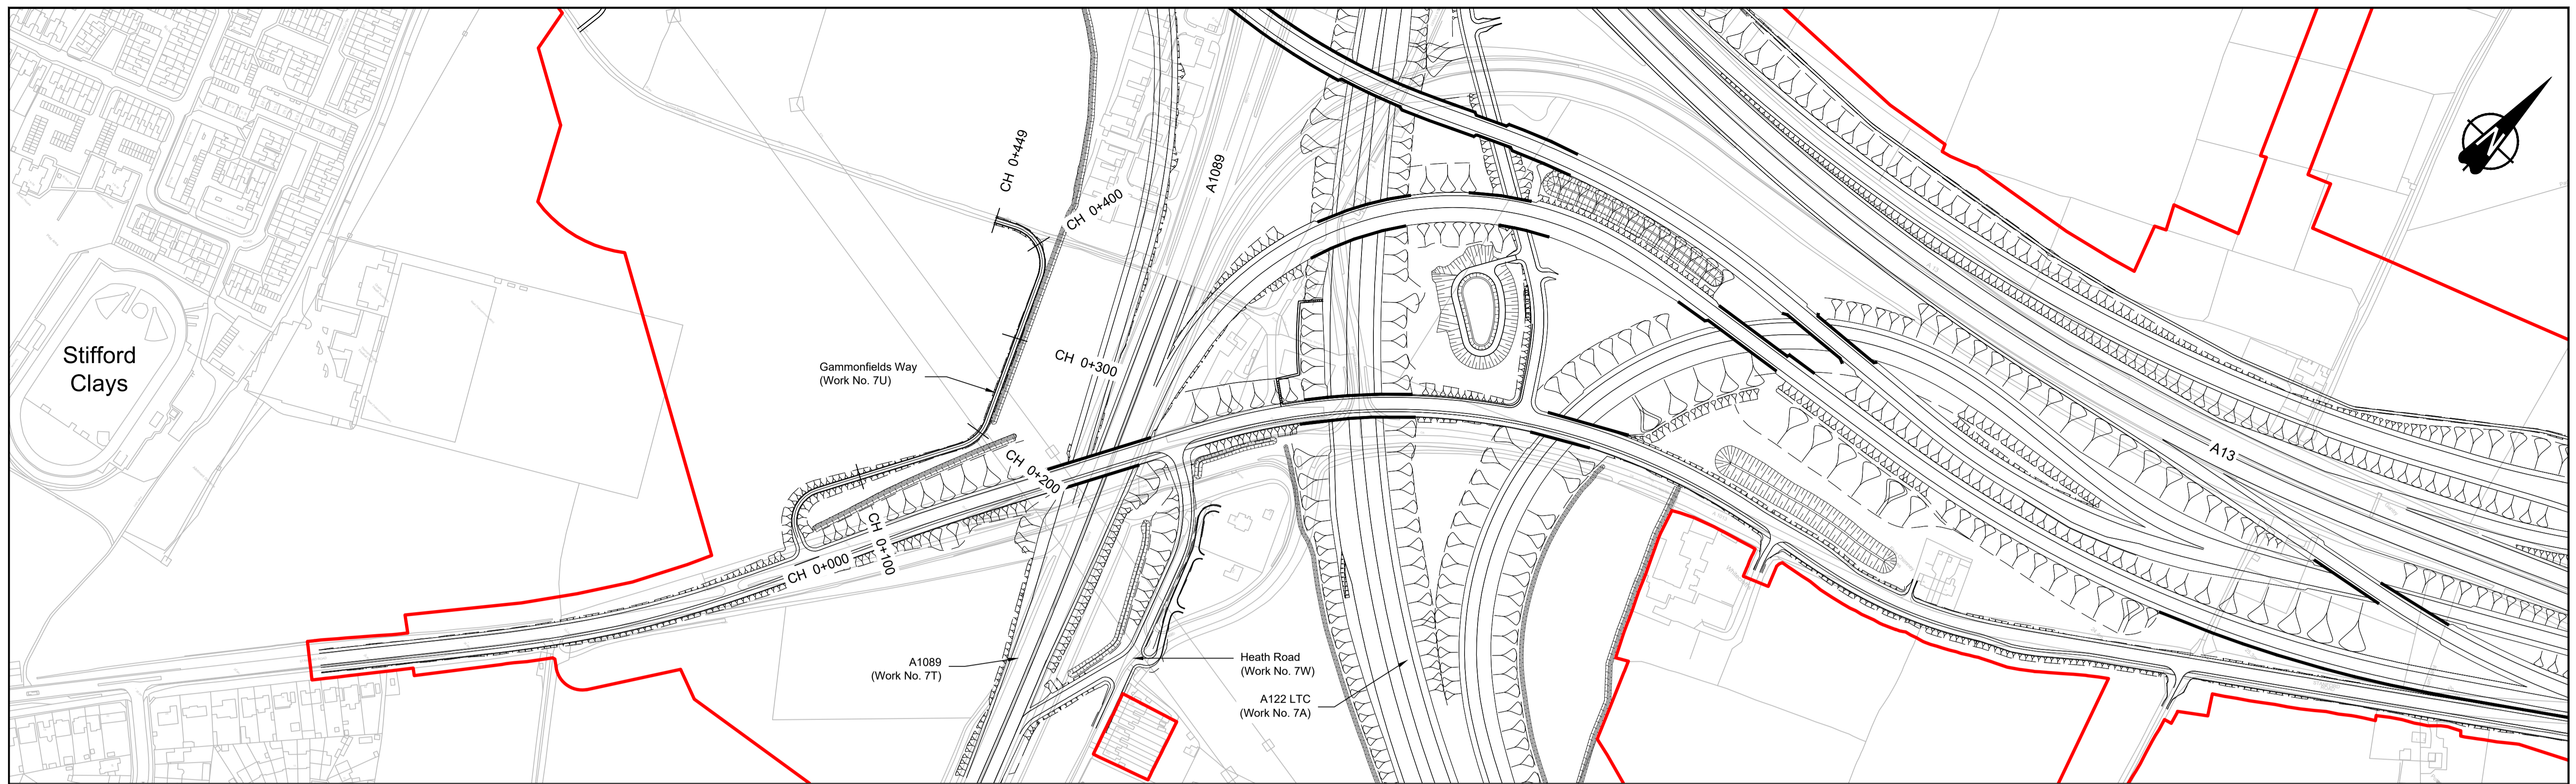 CH 0+449
CH 0+400
A1089
Stifford
Clays
Gammonfields Way
(Work No. 7U)
CH 0+300
CH 0+200
CH 0+100
CH 0+000
A13
A1089
(Work No. 7T)
Heath Road
(Work No. 7W)
A122 LTC
(Work No. 7A)
N